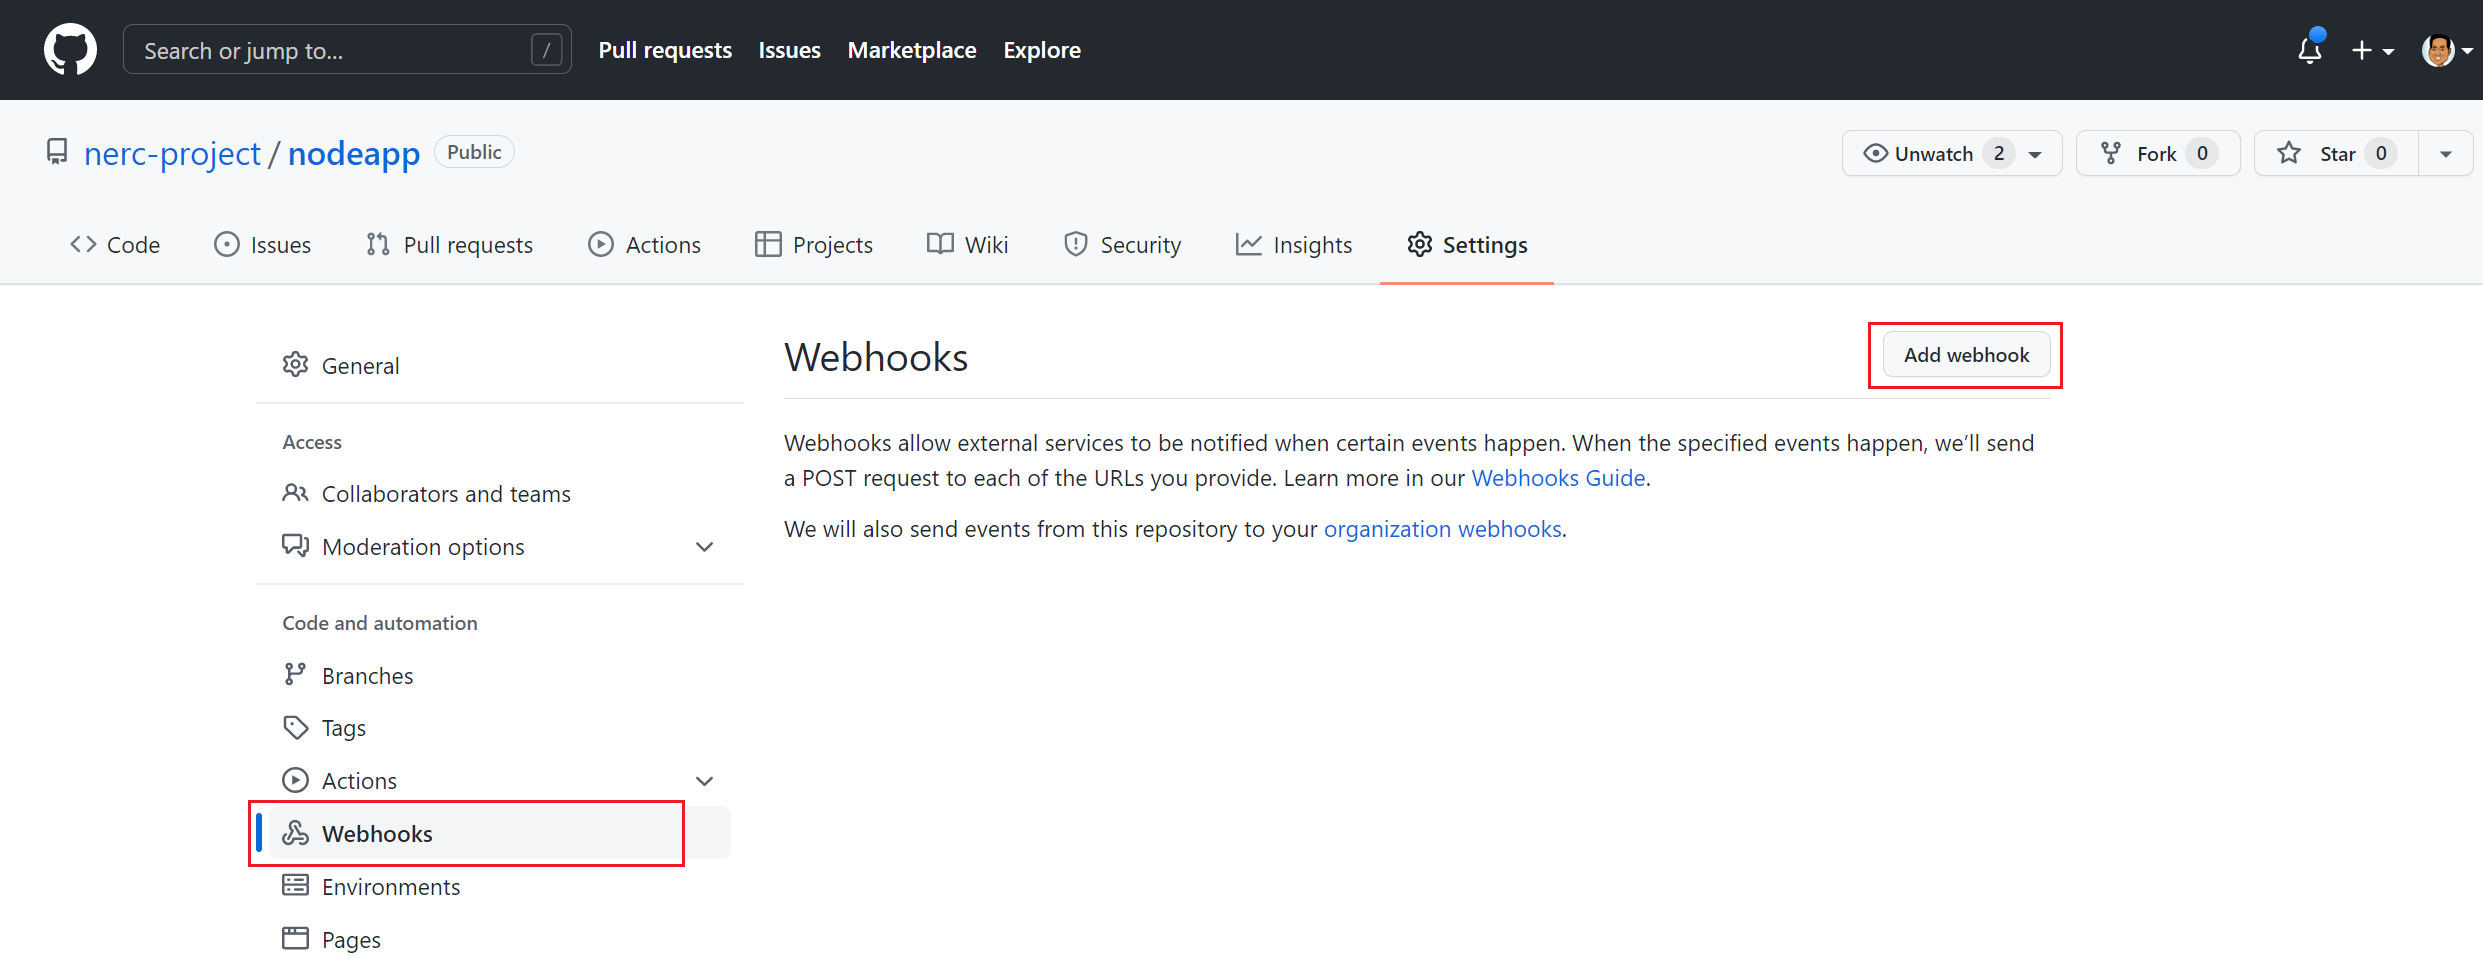 Search or jump to... /
Pull requests Issues Marketplace Explore
nerc-project / nodeapp Public
Unwatch 2 Fork 0 Star 0
Code Issues Pull requests Actions Projects Wiki Security Insights Settings
General
Access
Collaborators and teams
Moderation options
Code and automation
Branches
Tags
Actions
Webhooks
Environments
Pages
Webhooks
Add webhook
Webhooks allow external services to be notified when certain events happen. When the specified events happen, we’ll send
a POST request to each of the URLs you provide. Learn more in our Webhooks Guide.
We will also send events from this repository to your organization webhooks.